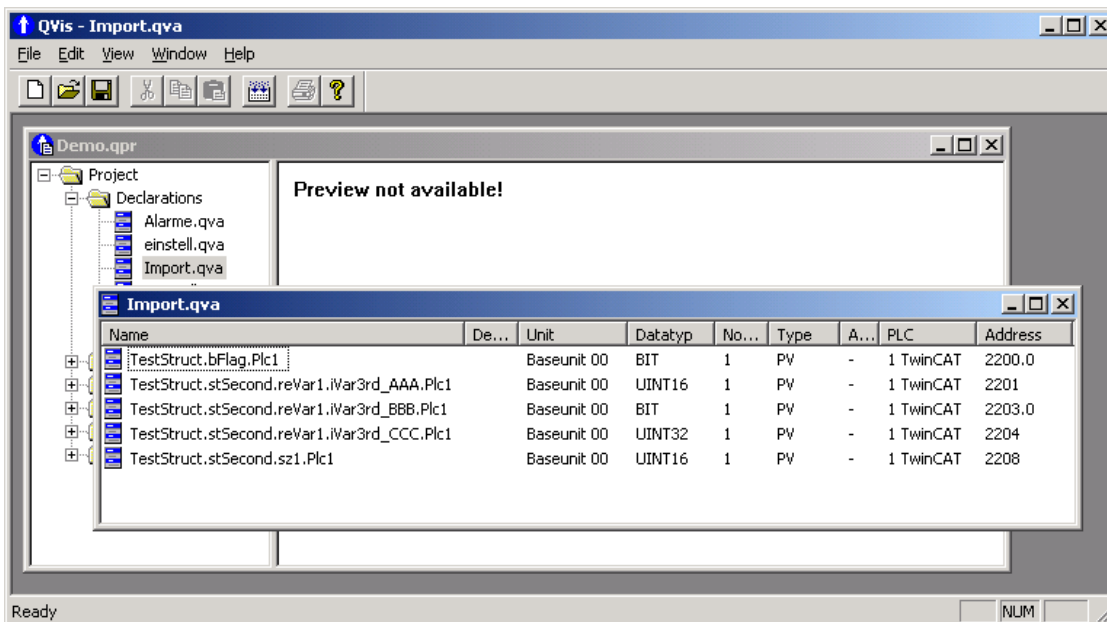 QVis - Import.qva
File Edit View Window Help
Demo.qpr
Project
Declarations
Alarme.qva
einstell.qva
Import.qva
Preview not available!
Import.qva
Name De... Unit Datatyp No... Type A... PLC Address
TestStruct.bFlag.Plc1 Baseunit 00 BIT 1 PV - 1 TwinCAT 2200.0
TestStruct.stSecond.reVar1.iVar3rd_AAA.Plc1 Baseunit 00 UINT16 1 PV - 1 TwinCAT 2201
TestStruct.stSecond.reVar1.iVar3rd_BBB.Plc1 Baseunit 00 BIT 1 PV - 1 TwinCAT 2203.0
TestStruct.stSecond.reVar1.iVar3rd_CCC.Plc1 Baseunit 00 UINT32 1 PV - 1 TwinCAT 2204
TestStruct.stSecond.sz1.Plc1 Baseunit 00 UINT16 1 PV - 1 TwinCAT 2208
Ready NUM